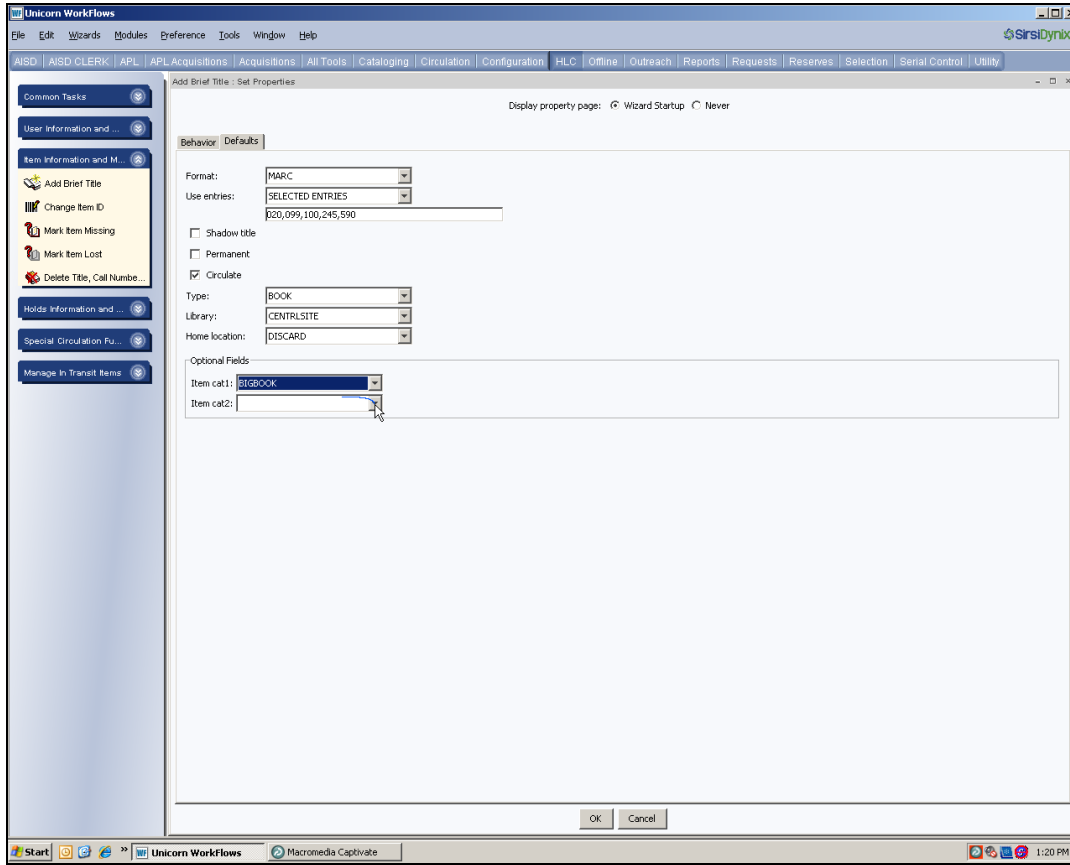 Unicorn WorkFlows
File Edit Wizards Modules Preference Tools Window Help
SirsiDynix
AISD AISD CLERK APL APL Acquisitions Acquisitions All Tools Cataloging Circulation Configuration HLC Offline Outreach Reports Requests Reserves Selection Serial Control Utility
Common Tasks
User Information and ...
Item Information and M...
Add Brief Title
Change Item ID
Mark Item Missing
Mark Item Lost
Delete Title, Call Numbe...
Holds Information and ...
Special Circulation Fu...
Manage In Transit Items
Add Brief Title : Set Properties
Display property page: Wizard Startup Never
Behavior Defaults
Format: MARC
Use entries: SELECTED ENTRIES
020,099,100,245,590
Shadow title
Permanent
Circulate
Type: BOOK
Library: CENTRLSITE
Home location: DISCARD
Optional Fields
Item cat1: BIGBOOK
Item cat2:
OK Cancel
Start » Unicorn WorkFlows Macromedia Captivate 1:20 PM